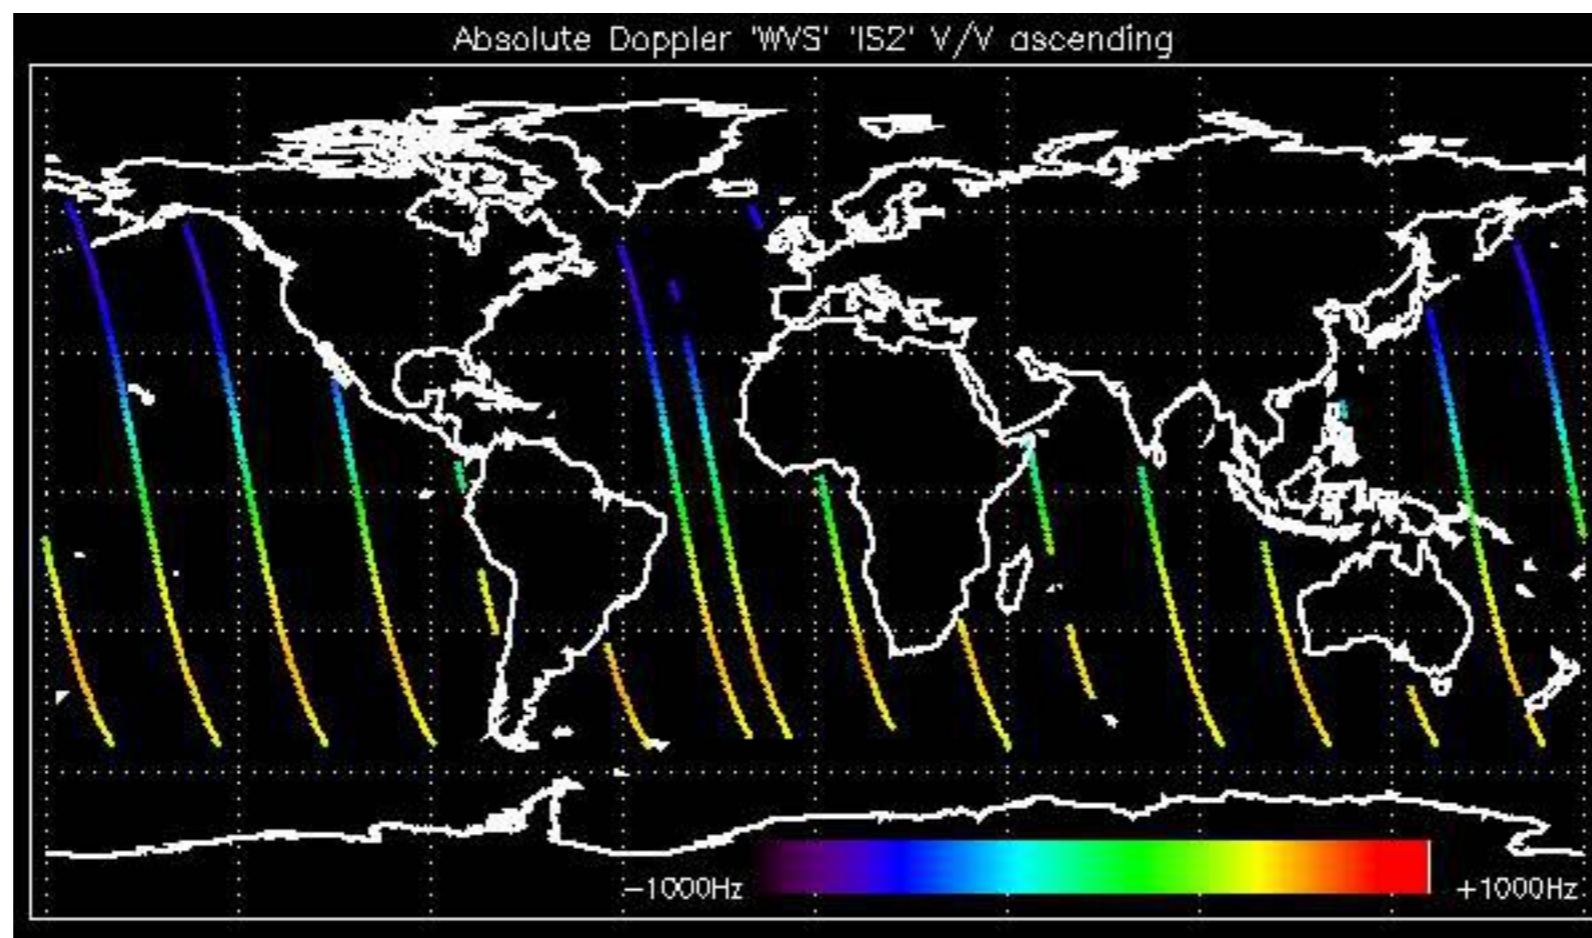 Absolute Doppler 'WVS' 'IS2' V/V ascending
−1000Hz
+1000Hz